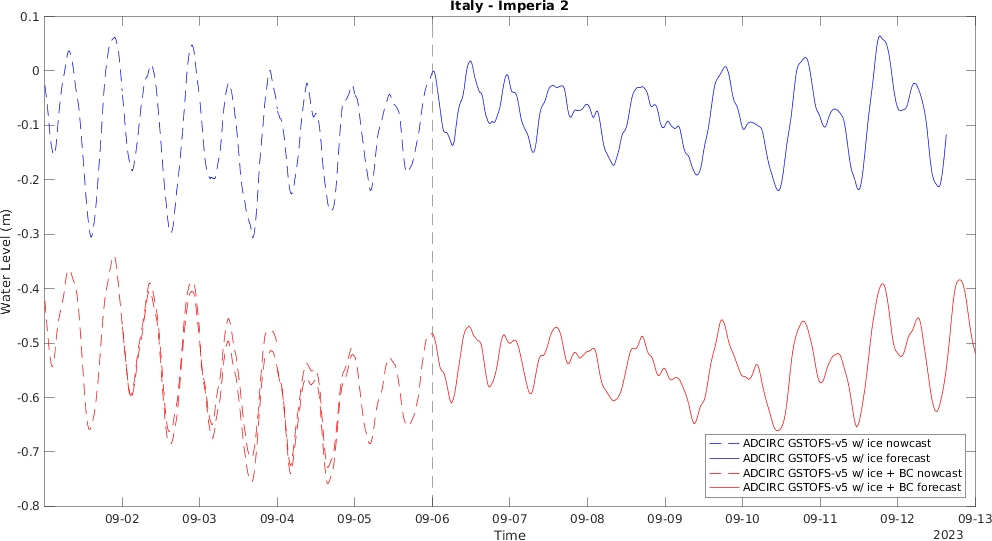 Italy - Imperia 2
0.1
0
-0.1
-0.2
-0.3
-0.4
-0.5
-0.6
-0.7
-0.8
Water Level (m)
ADCIRC GSTOFS-v5 w/ ice nowcast
ADCIRC GSTOFS-v5 w/ ice forecast
ADCIRC GSTOFS-v5 w/ ice + BC nowcast
ADCIRC GSTOFS-v5 w/ ice + BC forecast
09-02 09-03 09-04 09-05 09-06 09-07 09-08 09-09 09-10 09-11 09-12 09-13
Time
2023